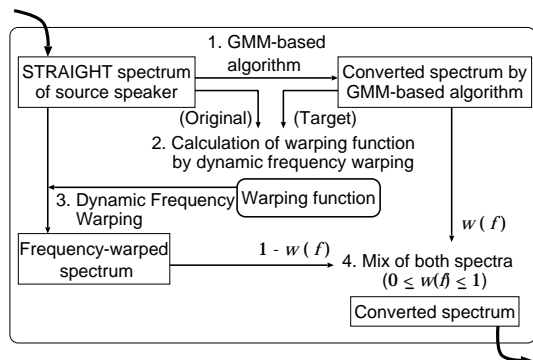 1. GMM-based
algorithm
STRAIGHT spectrum
of source speaker
Converted spectrum by
GMM-based algorithm
(Original)
(Target)
2. Calculation of warping function
by dynamic frequency warping
3. Dynamic Frequency
Warping
Warping function
w ( f )
Frequency-warped
spectrum
1 - w ( f )
4. Mix of both spectra
(0 ≤ w(f) ≤ 1)
Converted spectrum